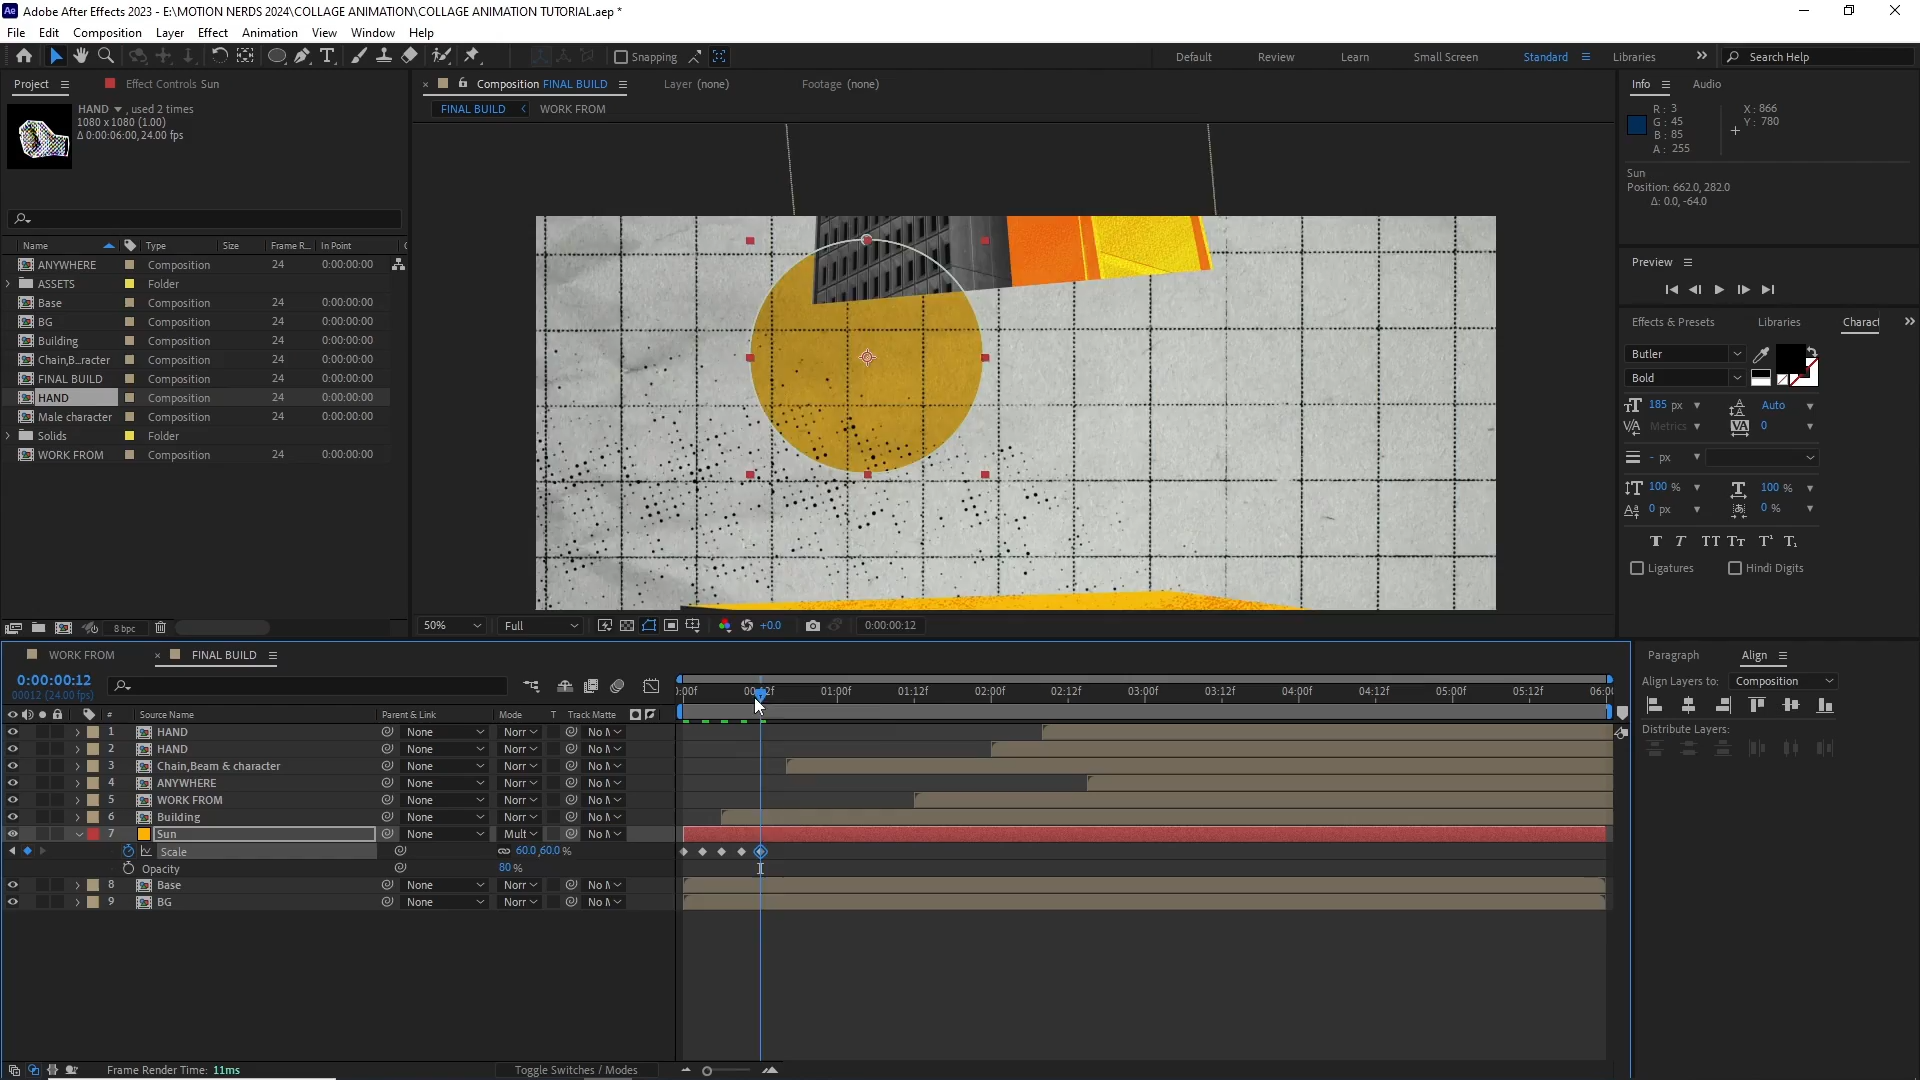 Adobe After Effects 2023 - E:\MOTION NERDS 2024\COLLAGE ANIMATION\COLLAGE ANIMATION TUTORIAL.aep *
File Edit Composition Layer Effect Animation View Window Help
Snapping
Default Review Learn Small Screen Standard Libraries Search Help
Project Effect Controls Sun
HAND , used 2 times
1080 x 1080 (1.00)
Δ 0:00:06:00, 24.00 fps
Name Type Size Frame R... In Point
ANYWHERE Composition 24 0:00:00:00
ASSETS Folder
Base Composition 24 0:00:00:00
BG Composition 24 0:00:00:00
Building Composition 24 0:00:00:00
Chain,B...racter Composition 24 0:00:00:00
FINAL BUILD Composition 24 0:00:00:00
HAND Composition 24 0:00:00:00
Male character Composition 24 0:00:00:00
Solids Folder
WORK FROM Composition 24 0:00:00:00
8 bpc
Composition FINAL BUILD Layer (none) Footage (none)
FINAL BUILD WORK FROM
50% Full +0.0 0:00:00:12
Info Audio
R: 3 X: 866
G: 45 Y: 780
B: 85
A: 255
Sun
Position: 662.0, 282.0
Δ: 0.0, -64.0
Preview
Effects & Presets Libraries Charact
Butler
Bold
185 px Auto
Metrics 0
- px
100 % 100 %
0 px 0 %
T T TT Tт T¹ T₁
Ligatures Hindi Digits
WORK FROM FINAL BUILD
0:00:00:12
00012 (24.00 fps)
:00f 00:12f 01:00f 01:12f 02:00f 02:12f 03:00f 03:12f 04:00f 04:12f 05:00f 05:12f 06:00
# Source Name Parent & Link Mode T Track Matte
1 HAND None Norr No M
2 HAND None Norr No M
3 Chain,Beam & character None Norr No M
4 ANYWHERE None Norr No M
5 WORK FROM None Norr No M
6 Building None Norr No M
7 Sun None Mult No M
Scale 60.0,60.0 %
Opacity 80 %
8 Base None Norr No M
9 BG None Norr No M
Frame Render Time: 11ms Toggle Switches / Modes
Paragraph Align
Align Layers to: Composition
Distribute Layers: